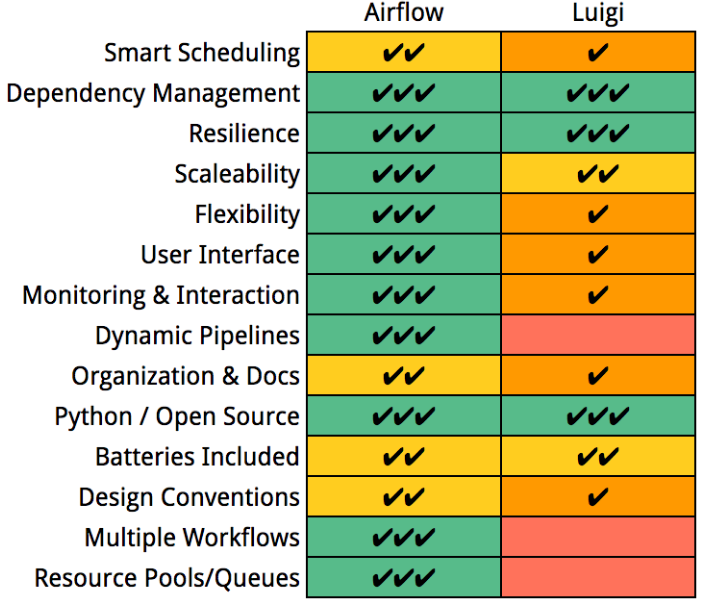 Airflow Luigi
Smart Scheduling ✔✔ ✔
Dependency Management ✔✔✔ ✔✔✔
Resilience ✔✔✔ ✔✔✔
Scaleability ✔✔✔ ✔✔
Flexibility ✔✔✔ ✔
User Interface ✔✔✔ ✔
Monitoring & Interaction ✔✔✔ ✔
Dynamic Pipelines ✔✔✔
Organization & Docs ✔✔ ✔
Python / Open Source ✔✔✔ ✔✔✔
Batteries Included ✔✔ ✔✔
Design Conventions ✔✔ ✔
Multiple Workflows ✔✔✔
Resource Pools/Queues ✔✔✔